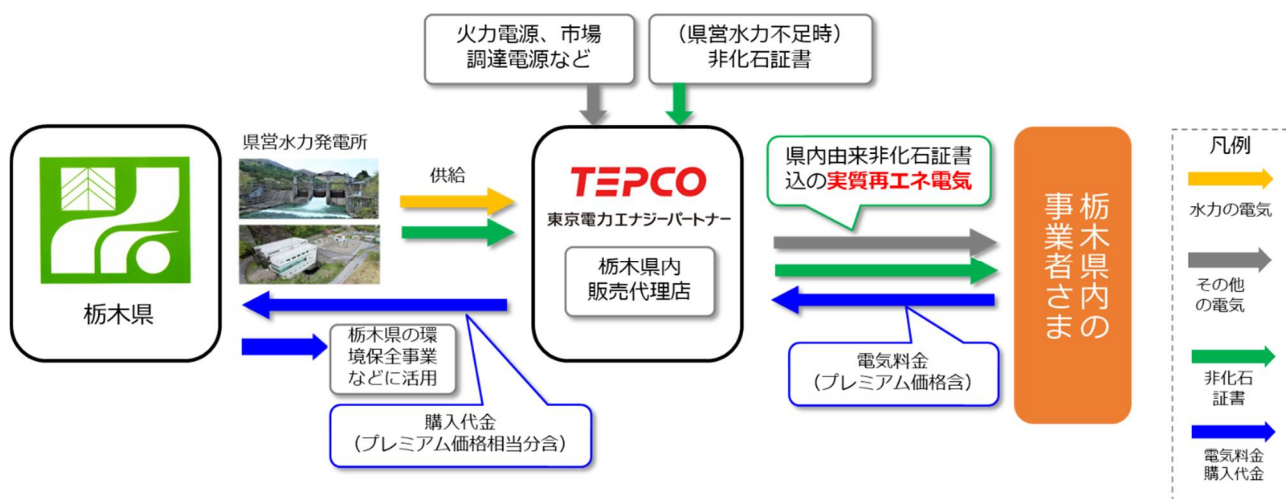 火力電源、市場
調達電源など
（県営水力不足時）
非化石証書
県営水力発電所
供給
栃木県
TEPCO
東京電力エナジーパートナー
栃木県内
販売代理店
県内由来非化石証書
込の実質再エネ電気
栃木県内の
事業者さま
栃木県の環
境保全事業
などに活用
購入代金
（プレミアム価格相当分含）
電気料金
（プレミアム価格含）
凡例
水力の電気
その他
の電気
非化石
証書
電気料金
購入代金